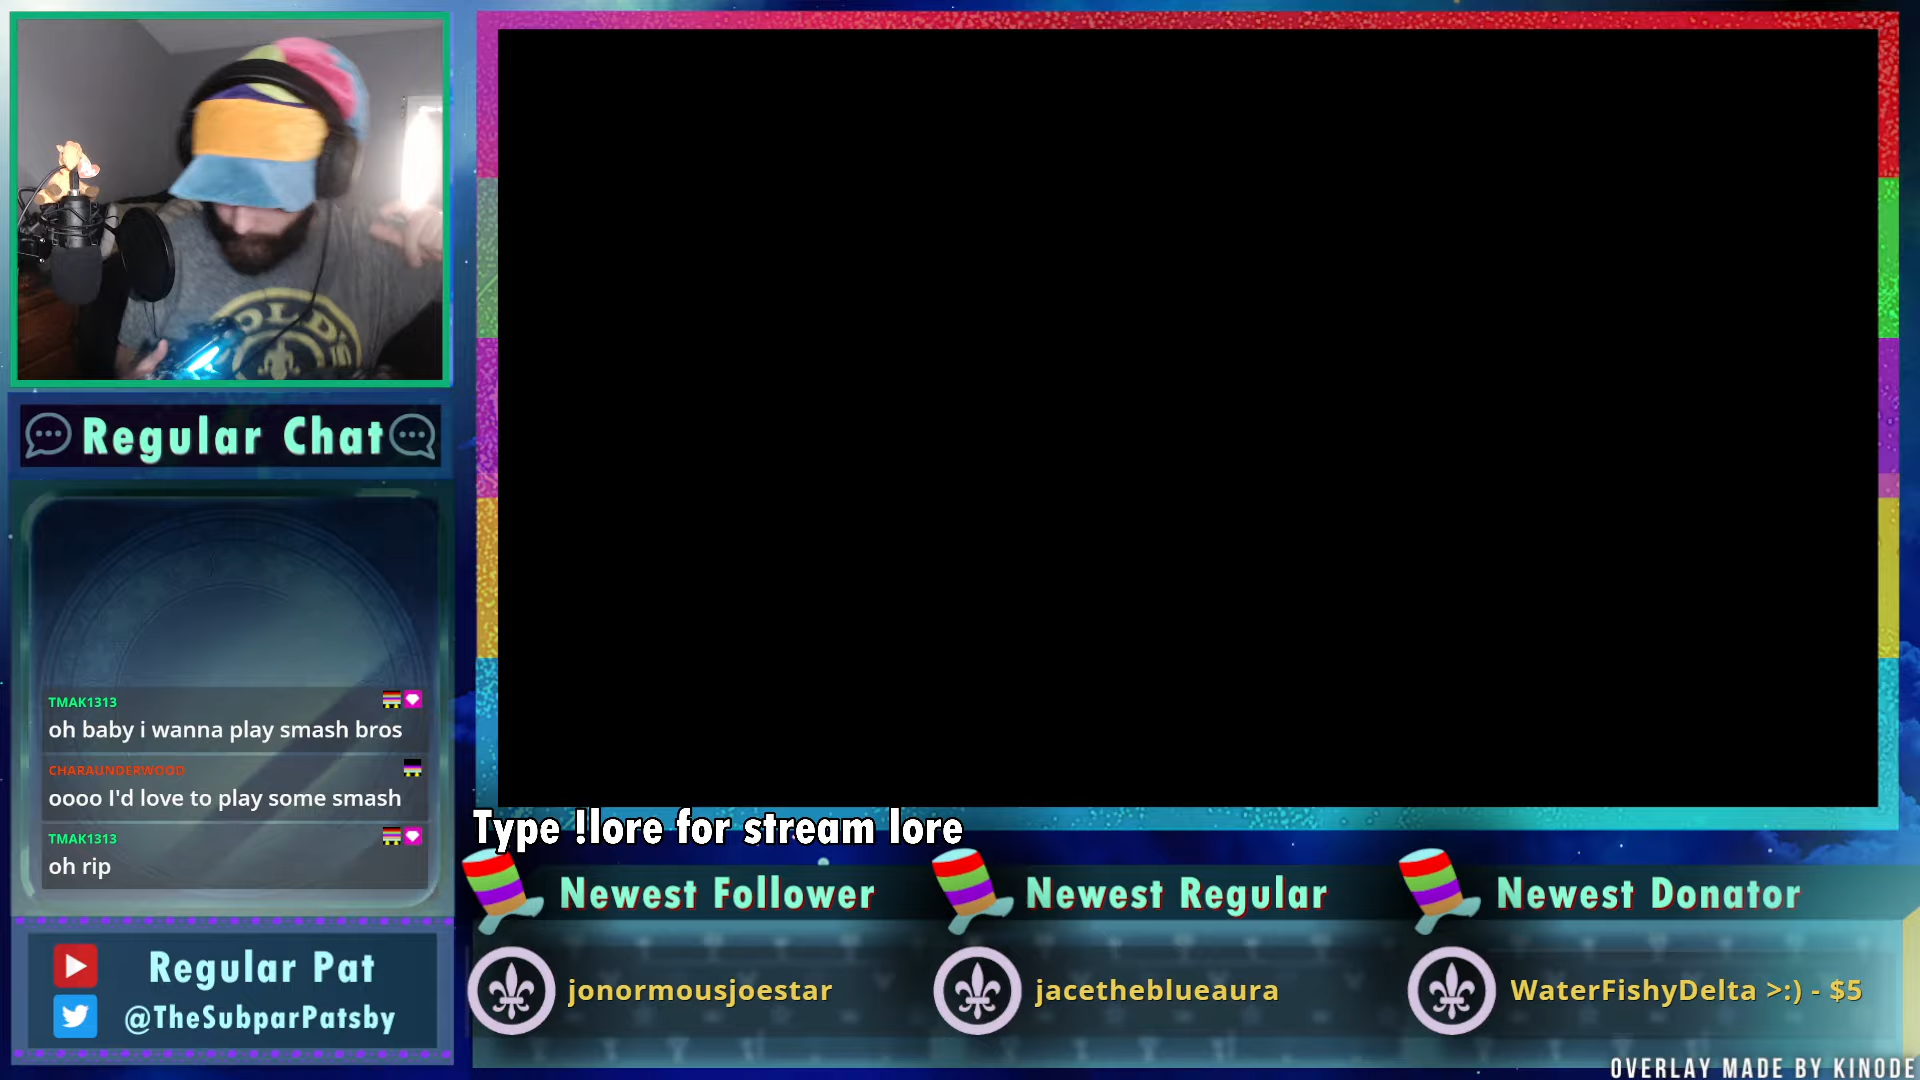 OLD'S
Regular Chat
TMAK1313
oh baby i wanna play smash bros
CHARAUNDERWOOD
oooo I'd love to play some smash
TMAK1313
oh rip
Regular Pat
@TheSubparPatsby
Type !lore for stream lore
Newest Follower
jonormousjoestar
Newest Regular
jacetheblueaura
Newest Donator
WaterFishyDelta >:) - $5
OVERLAY MADE BY KINODE